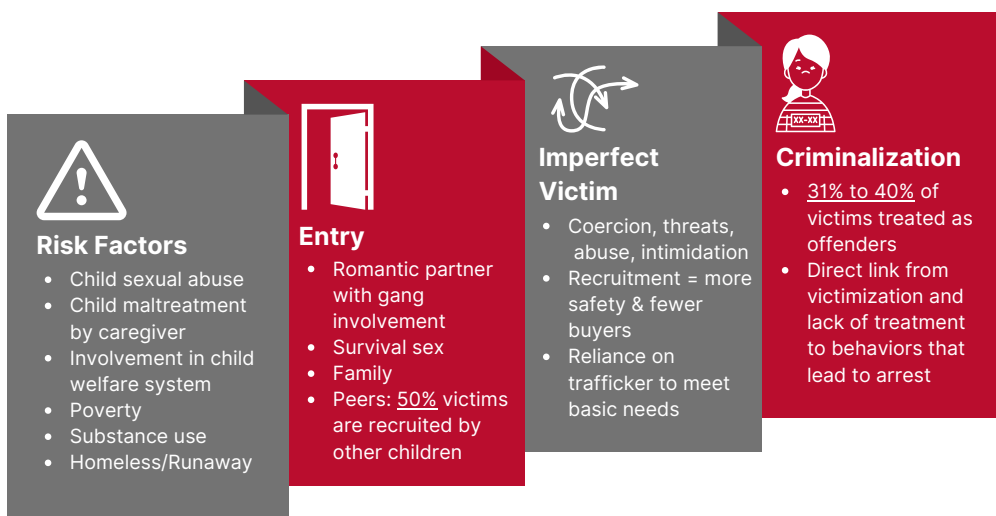 Risk Factors
• Child sexual abuse
• Child maltreatment
by caregiver
• Involvement in child
welfare system
• Poverty
• Substance use
• Homeless/Runaway
Entry
• Romantic partner
with gang
involvement
• Survival sex
• Family
• Peers: 50% victims
are recruited by
other children
Imperfect
Victim
• Coercion, threats,
abuse, intimidation
• Recruitment = more
safety & fewer
buyers
• Reliance on
trafficker to meet
basic needs
XX-XX
Criminalization
• 31% to 40% of
victims treated as
offenders
• Direct link from
victimization and
lack of treatment
to behaviors that
lead to arrest